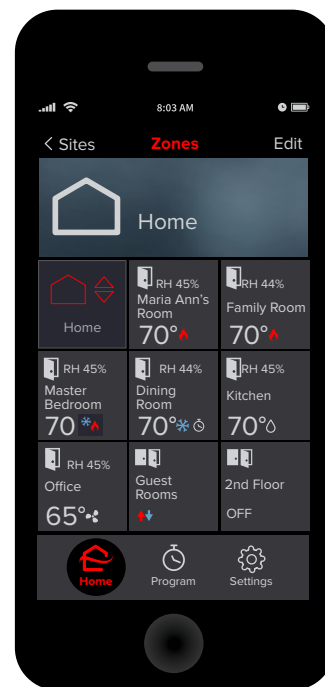 8:03 AM
< Sites Zones Edit
Home
Home
RH 45%
Maria Ann's
Room
70°
RH 44%
Family Room
70°
RH 45%
Master
Bedroom
70
RH 44%
Dining
Room
70°
RH 45%
Kitchen
70°
RH 45%
Office
65°
Guest
Rooms
2nd Floor
OFF
Home Program Settings